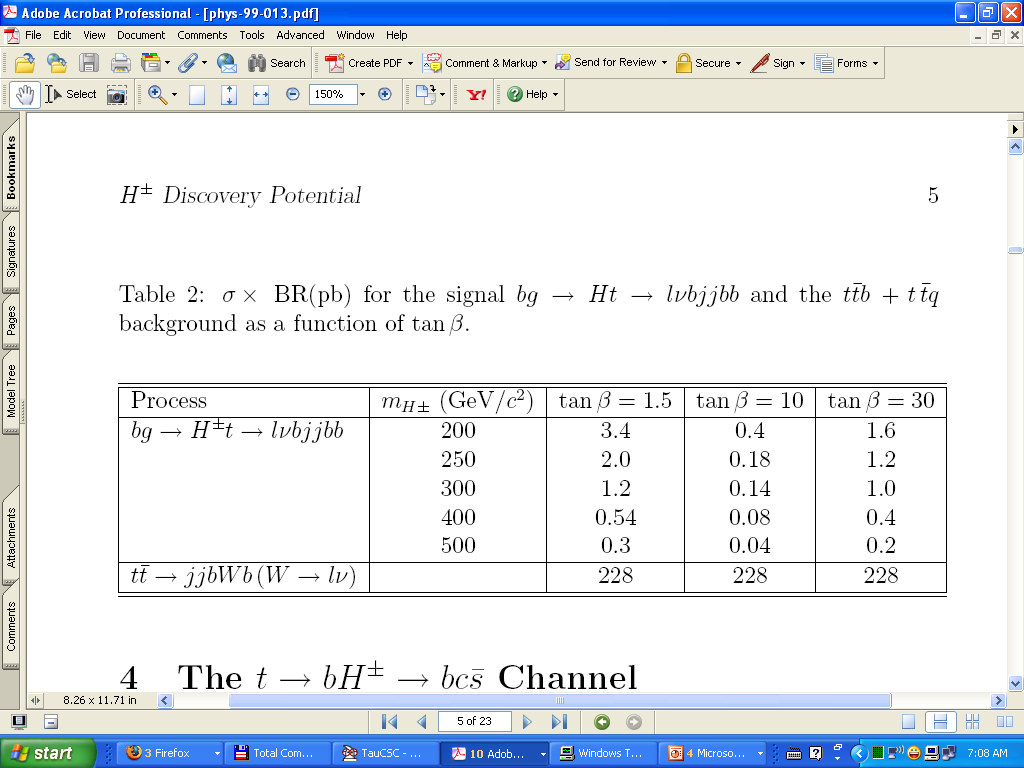 Adobe Acrobat Professional - [phys-99-013.pdf]
File Edit View Document Comments Tools Advanced Window Help
Search Create PDF Comment & Markup Send for Review Secure Sign Forms
Select 150% Y! Help
Bookmarks
Signatures
Pages
Model Tree
Attachments
Comments
H± Discovery Potential 5
Table 2: σ× BR(pb) for the signal bg → Ht → lνbjjbb and the tt̄b + t t̄q
background as a function of tan β.
Process m_H± (GeV/c²) tan β = 1.5 tan β = 10 tan β = 30
bg → H±t → lνbjjbb 200 3.4 0.4 1.6
250 2.0 0.18 1.2
300 1.2 0.14 1.0
400 0.54 0.08 0.4
500 0.3 0.04 0.2
tt̄ → jjbWb (W → lν) 228 228 228
4 The t → bH± → bcs̄ Channel
8.26 x 11.71 in
5 of 23
start 3 Firefox Total Com... TauCSC - ... 10 Adob... Windows T... 4 Microso... 7:08 AM